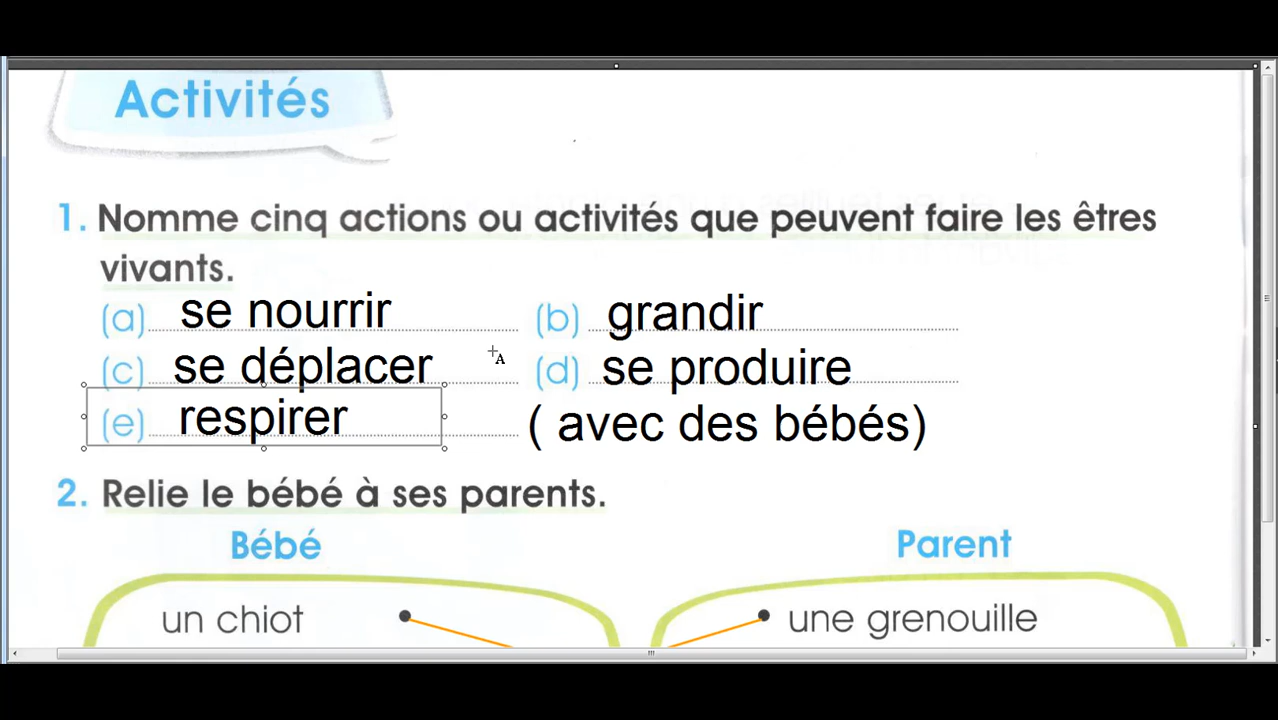 Activités
1. Nomme cinq actions ou activités que peuvent faire les êtres
vivants.
(a) se nourrir (b) grandir
(c) se déplacer (d) se produire
(e) respirer ( avec des bébés)
2. Relie le bébé à ses parents.
Bébé Parent
un chiot une grenouille